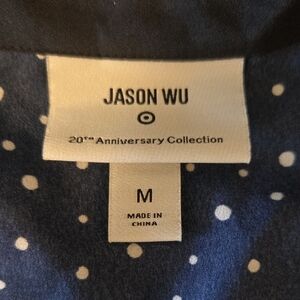 JASON WU
20ᵀᴴ Anniversary Collection
M
MADE IN
CHINA